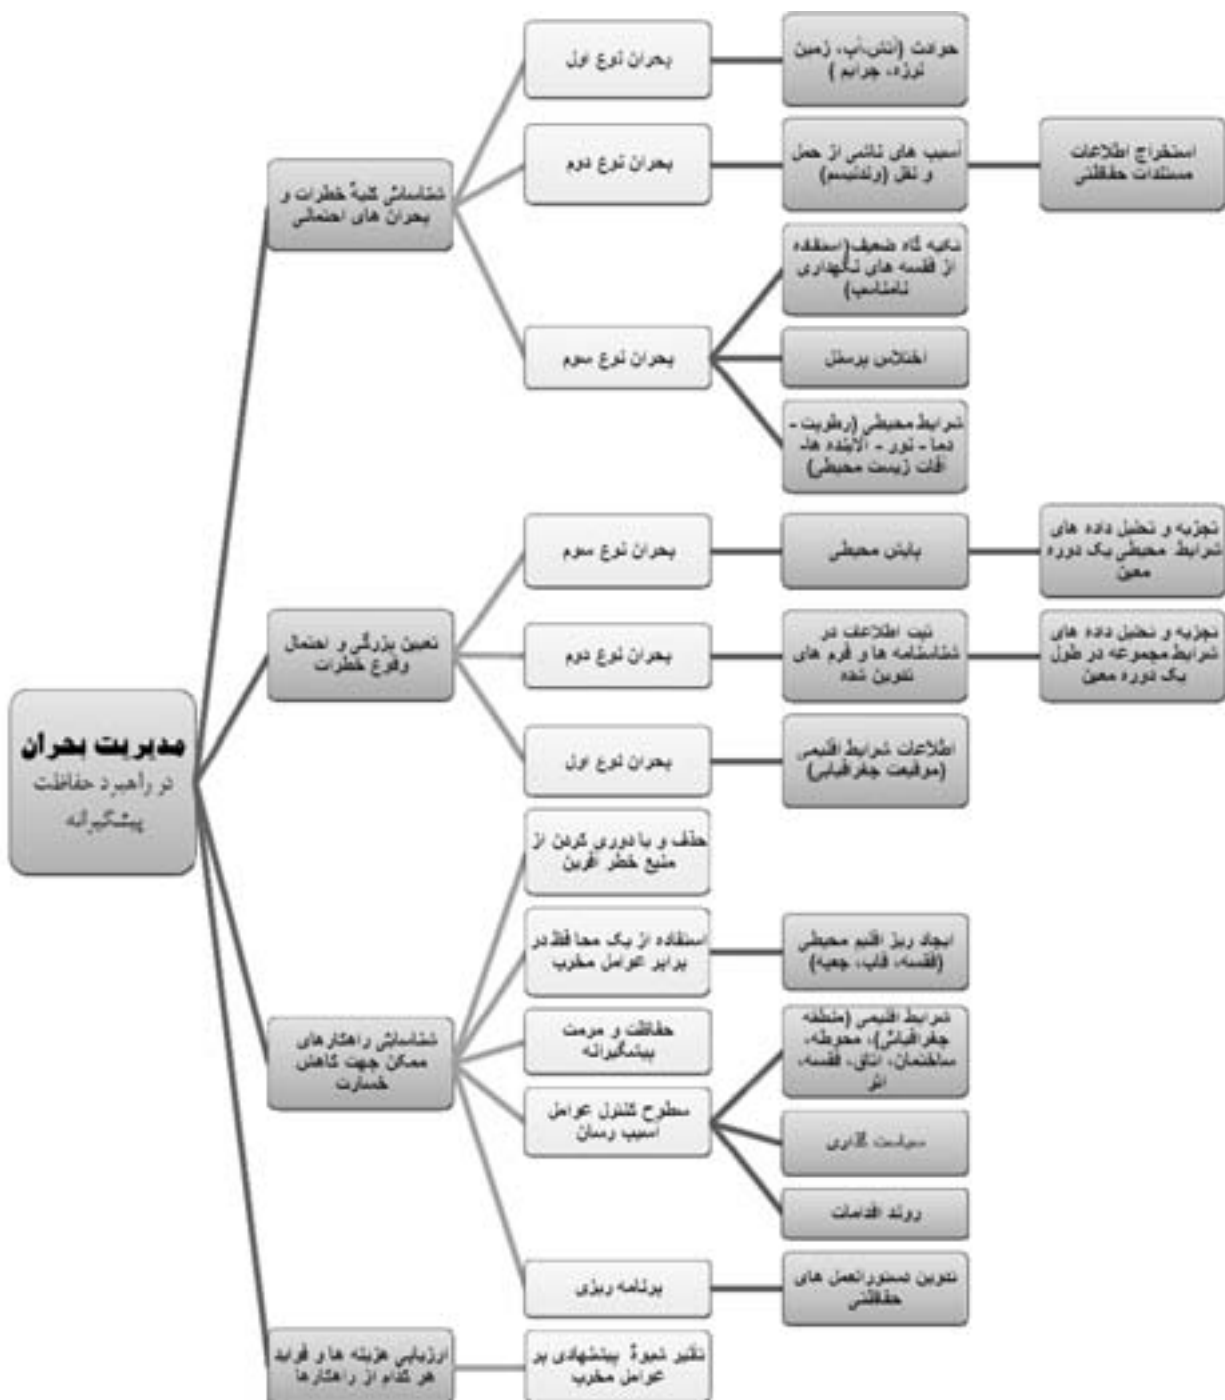 مدیریت بحران
در راهبرد حفاظت
پیشگیرانه
شناسائی کلیهٔ خطرات و
بحران های احتمالی
بحران نوع اول
حوادث (آتش،آب، زمین
لرزه، جرایم )
بحران نوع دوم
آسیب های ناشی از حمل
و نقل (وندلیسم)
استخراج اطلاعات
مستندات حفاظتی
بحران نوع سوم
تکیه گاه ضعیف(استفاده
از قفسه های نگهداری
نامناسب)
اختلاس پرسنل
شرایط محیطی (رطوبت -
دما - نور - آلاینده ها-
آفات زیست محیطی)
تعیین بزرگی و احتمال
وقوع خطرات
بحران نوع سوم
پایش محیطی
تجزیه و تحلیل داده های
شرایط محیطی یک دوره
معین
بحران نوع دوم
ثبت اطلاعات در
شناسنامه ها و فرم های
تدوین شده
تجزیه و تحلیل داده های
شرایط مجموعه در طول
یک دوره معین
بحران نوع اول
اطلاعات شرایط اقلیمی
(موقیعت جغرافیایی)
شناسائی راهکارهای
ممکن جهت کاهش
خسارت
حذف و یا دوری کردن از
منبع خطر آفرین
استفاده از یک محا فظ در
برابر عوامل مخرب
ایجاد ریز اقلیم محیطی
(قفسه، قاب، جعبه)
حفاظت و مرمت
پیشگیرانه
سطوح کنترل عوامل
آسیب رسان
شرایط اقلیمی (منطقه
جغرافیائی)، محوطه،
ساختمان، اتاق، قفسه،
اثر
سیاست گذاری
روند اقدامات
برنامه ریزی
تدوین دستورالعمل های
حفاظتی
ارزیابی هزینه ها و فواید
هر کدام از راهکارها
تأثیر شیوهٔ پیشنهادی بر
عوامل مخرب